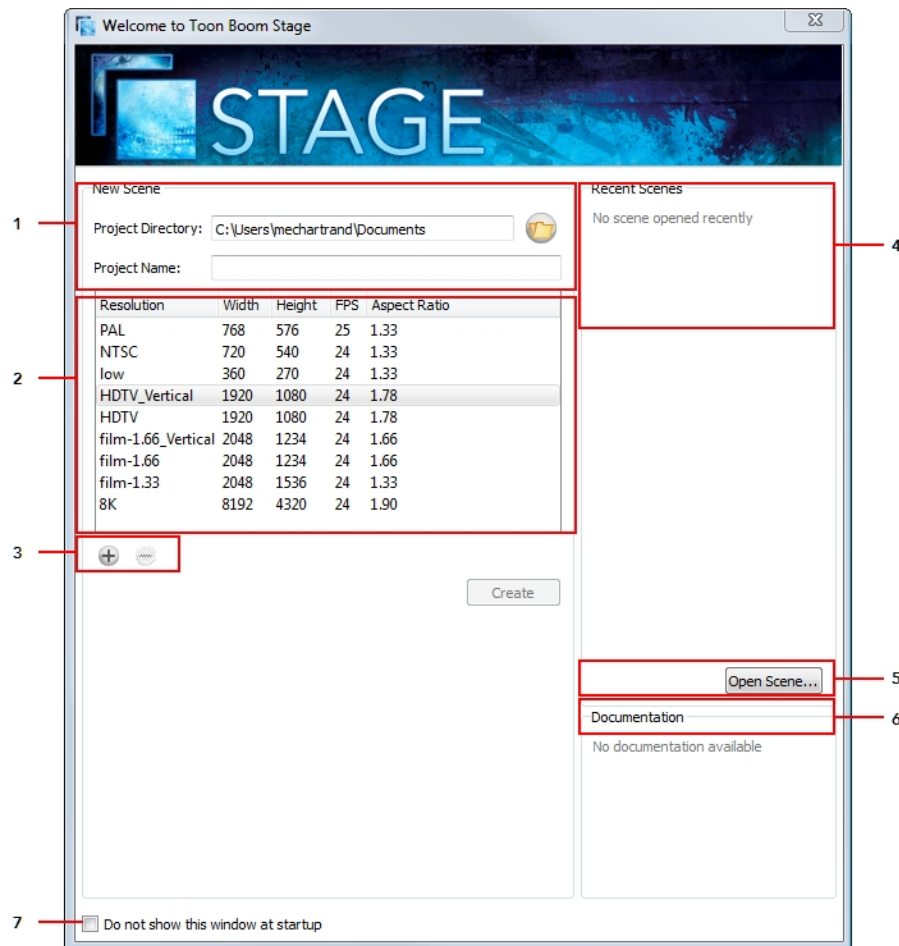 Welcome to Toon Boom Stage
STAGE
New Scene
1
Project Directory: C:\Users\mechartrand\Documents
Project Name:
Recent Scenes
No scene opened recently
4
2
Resolution Width Height FPS Aspect Ratio
PAL 768 576 25 1.33
NTSC 720 540 24 1.33
low 360 270 24 1.33
HDTV_Vertical 1920 1080 24 1.78
HDTV 1920 1080 24 1.78
film-1.66_Vertical 2048 1234 24 1.66
film-1.66 2048 1234 24 1.66
film-1.33 2048 1536 24 1.33
8K 8192 4320 24 1.90
3
Create
Open Scene...
5
Documentation
6
No documentation available
7
Do not show this window at startup